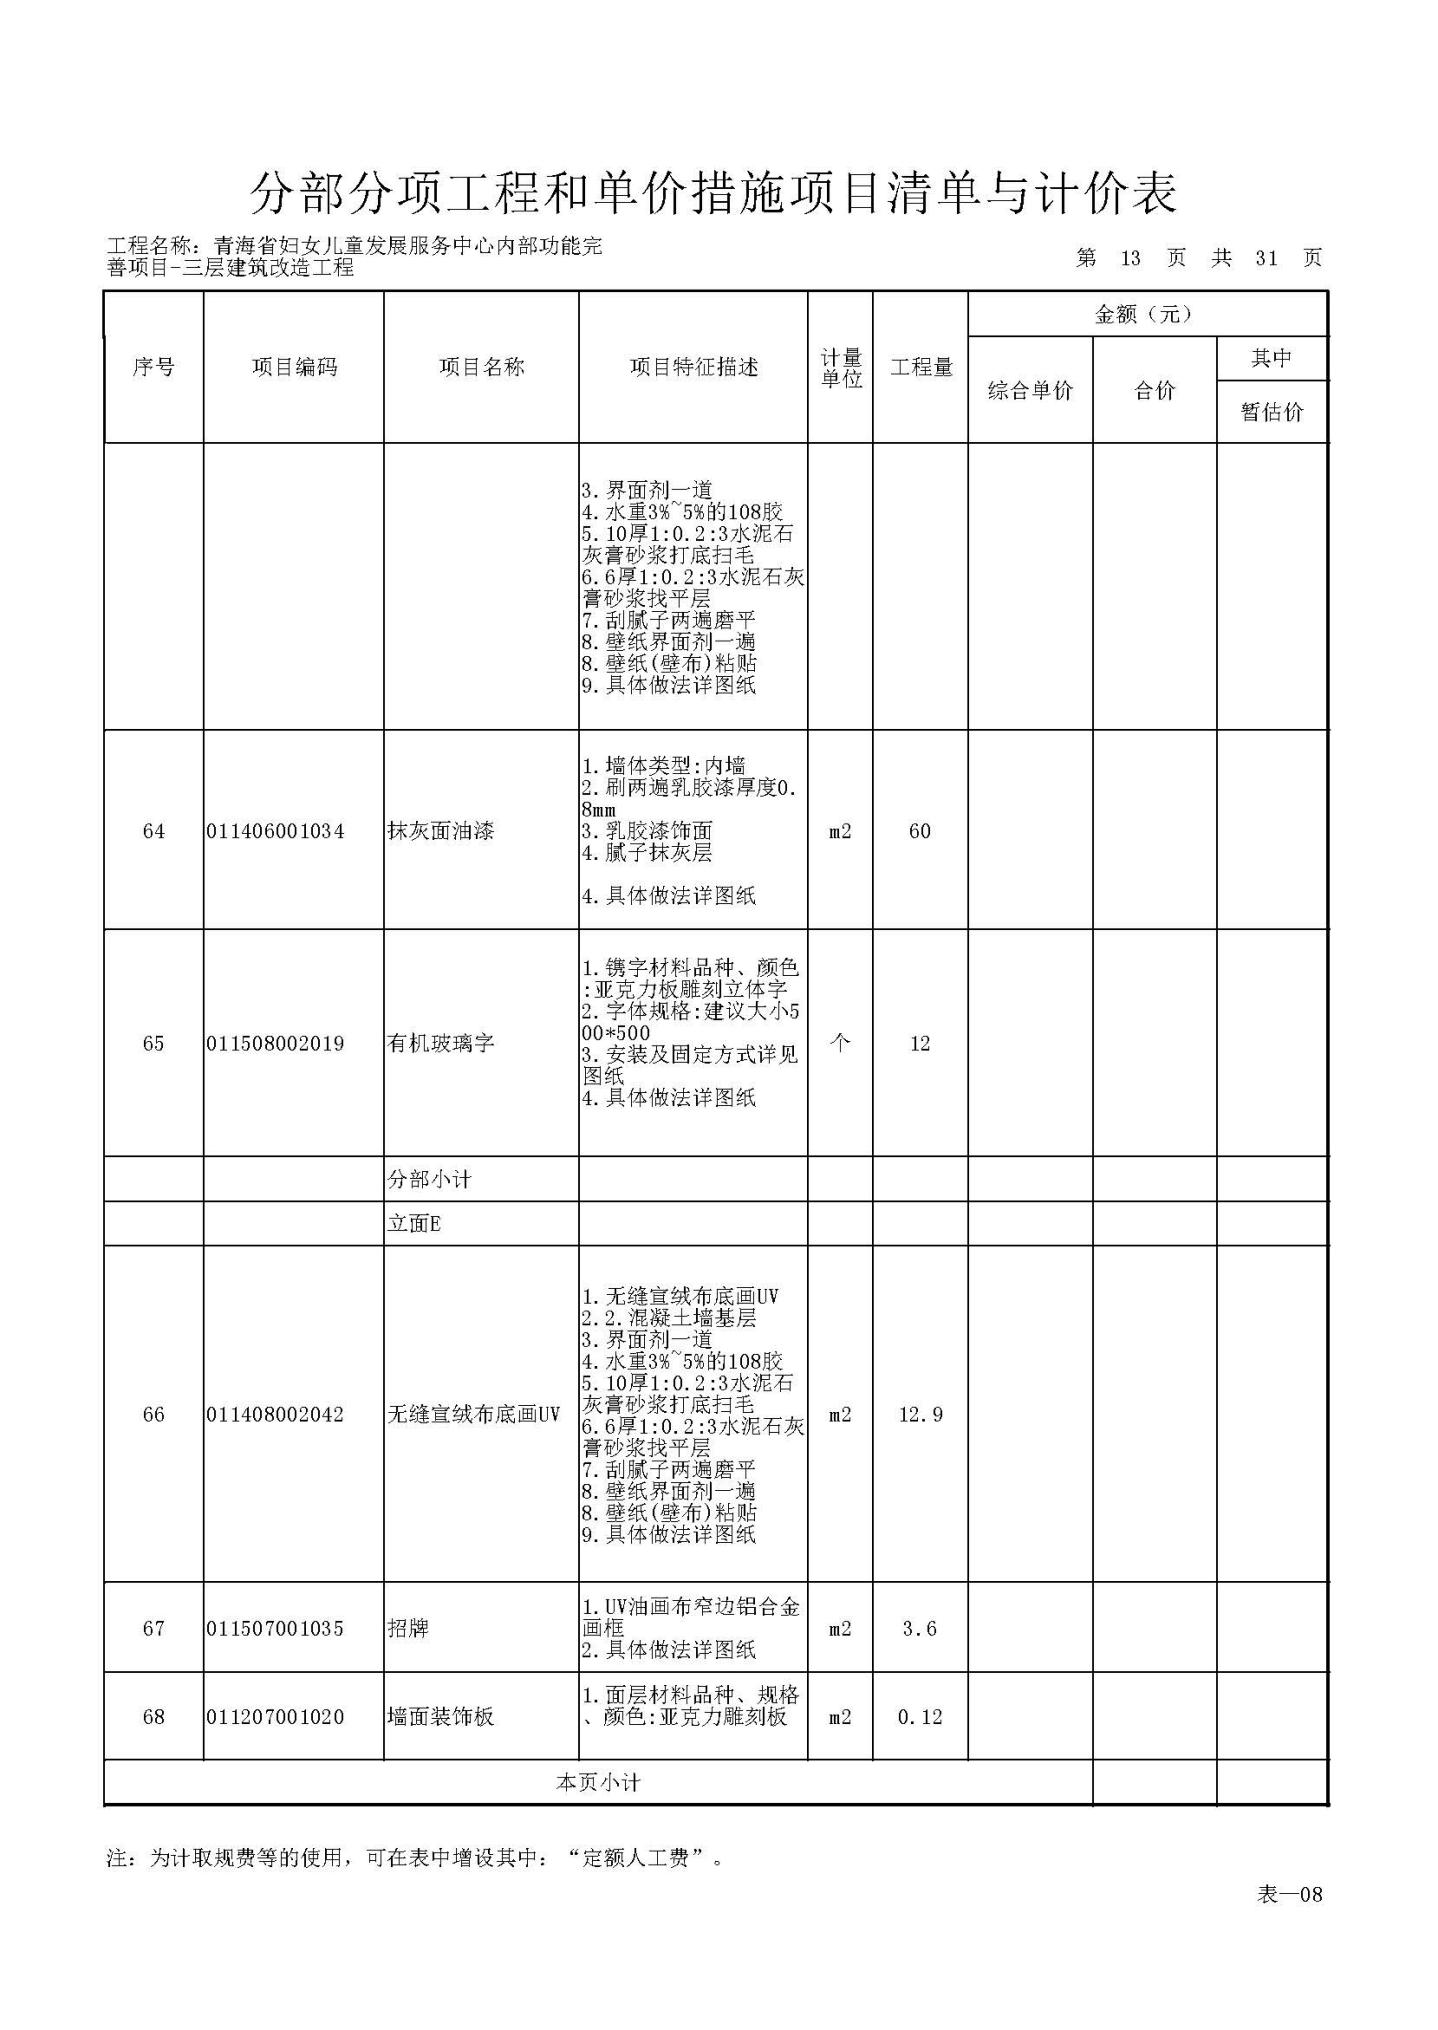 分部分项工程和单价措施项目清单与计价表
工程名称：青海省妇女儿童发展服务中心内部功能完
善项目-三层建筑改造工程
第 13 页 共 31 页
序号
项目编码
项目名称
项目特征描述
计量
单位
工程量
金额（元）
综合单价
合价
其中
暂估价
3.界面剂一道
4.水重3%~5%的108胶
5.10厚1:0.2:3水泥石
灰膏砂浆打底扫毛
6.6厚1:0.2:3水泥石灰
膏砂浆找平层
7.刮腻子两遍磨平
8.壁纸界面剂一遍
8.壁纸(壁布)粘贴
9.具体做法详图纸
64
011406001034
抹灰面油漆
1.墙体类型:内墙
2.刷两遍乳胶漆厚度0.
8mm
3.乳胶漆饰面
4.腻子抹灰层
4.具体做法详图纸
m2
60
65
011508002019
有机玻璃字
1.镌字材料品种、颜色
:亚克力板雕刻立体字
2.字体规格:建议大小5
00*500
3.安装及固定方式详见
图纸
4.具体做法详图纸
个
12
分部小计
立面E
66
011408002042
无缝宣绒布底画UV
1.无缝宣绒布底画UV
2.2.混凝土墙基层
3.界面剂一道
4.水重3%~5%的108胶
5.10厚1:0.2:3水泥石
灰膏砂浆打底扫毛
6.6厚1:0.2:3水泥石灰
膏砂浆找平层
7.刮腻子两遍磨平
8.壁纸界面剂一遍
8.壁纸(壁布)粘贴
9.具体做法详图纸
m2
12.9
67
011507001035
招牌
1.UV油画布窄边铝合金
画框
2.具体做法详图纸
m2
3.6
68
011207001020
墙面装饰板
1.面层材料品种、规格
、颜色:亚克力雕刻板
m2
0.12
本页小计
注：为计取规费等的使用，可在表中增设其中：“定额人工费”。
表—08